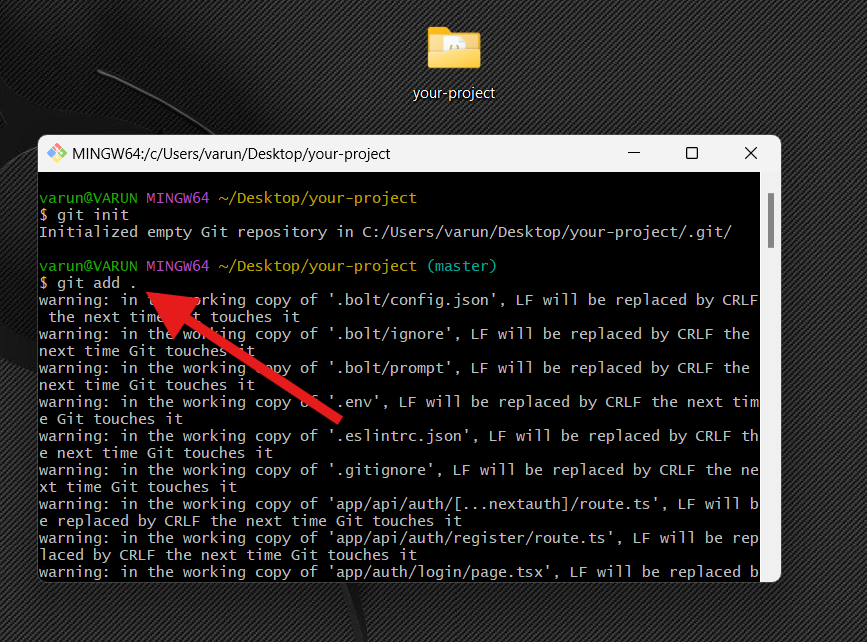 your-project
MINGW64:/c/Users/varun/Desktop/your-project
varun@VARUN MINGW64 ~/Desktop/your-project
$ git init
Initialized empty Git repository in C:/Users/varun/Desktop/your-project/.git/
varun@VARUN MINGW64 ~/Desktop/your-project (master)
$ git add .
warning: in the working copy of '.bolt/config.json', LF will be replaced by CRLF
the next time Git touches it
warning: in the working copy of '.bolt/ignore', LF will be replaced by CRLF the
next time Git touches it
warning: in the working copy of '.bolt/prompt', LF will be replaced by CRLF the
next time Git touches it
warning: in the working copy of '.env', LF will be replaced by CRLF the next tim
e Git touches it
warning: in the working copy of '.eslintrc.json', LF will be replaced by CRLF th
e next time Git touches it
warning: in the working copy of '.gitignore', LF will be replaced by CRLF the ne
xt time Git touches it
warning: in the working copy of 'app/api/auth/[...nextauth]/route.ts', LF will b
e replaced by CRLF the next time Git touches it
warning: in the working copy of 'app/api/auth/register/route.ts', LF will be rep
laced by CRLF the next time Git touches it
warning: in the working copy of 'app/auth/login/page.tsx', LF will be replaced b